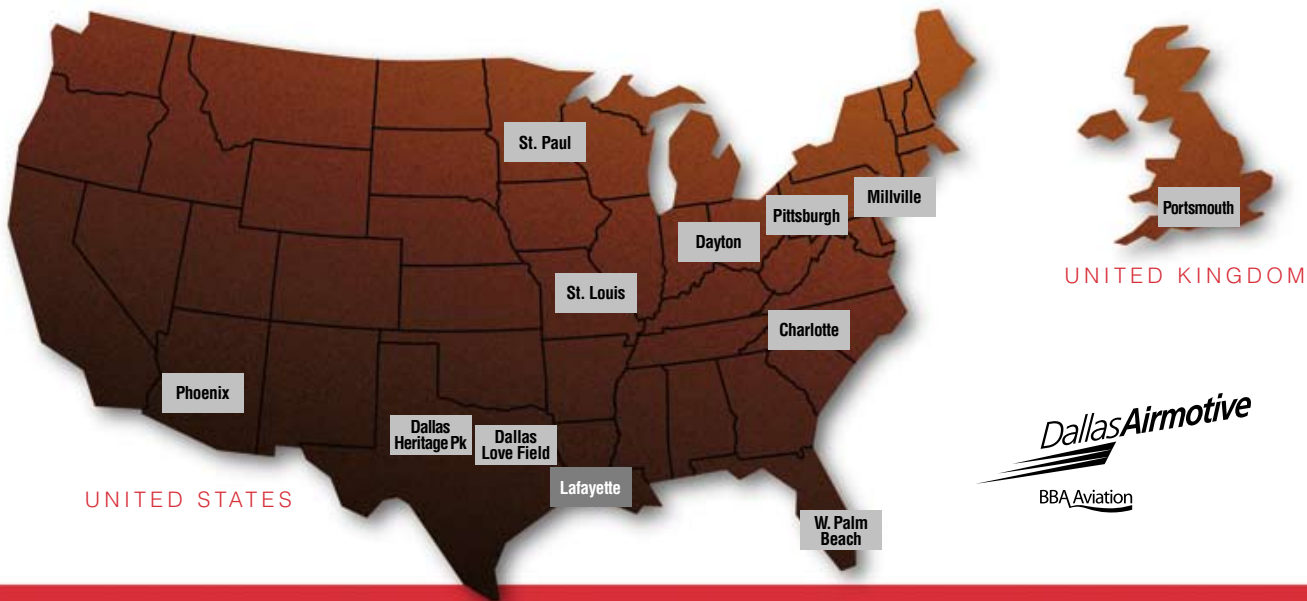 St. Paul
Millville
Pittsburgh
Dayton
Portsmouth
UNITED KINGDOM
St. Louis
Charlotte
Phoenix
Dallas
Heritage Pk
Dallas
Love Field
Lafayette
UNITED STATES
W. Palm
Beach
DallasAirmotive
BBA Aviation